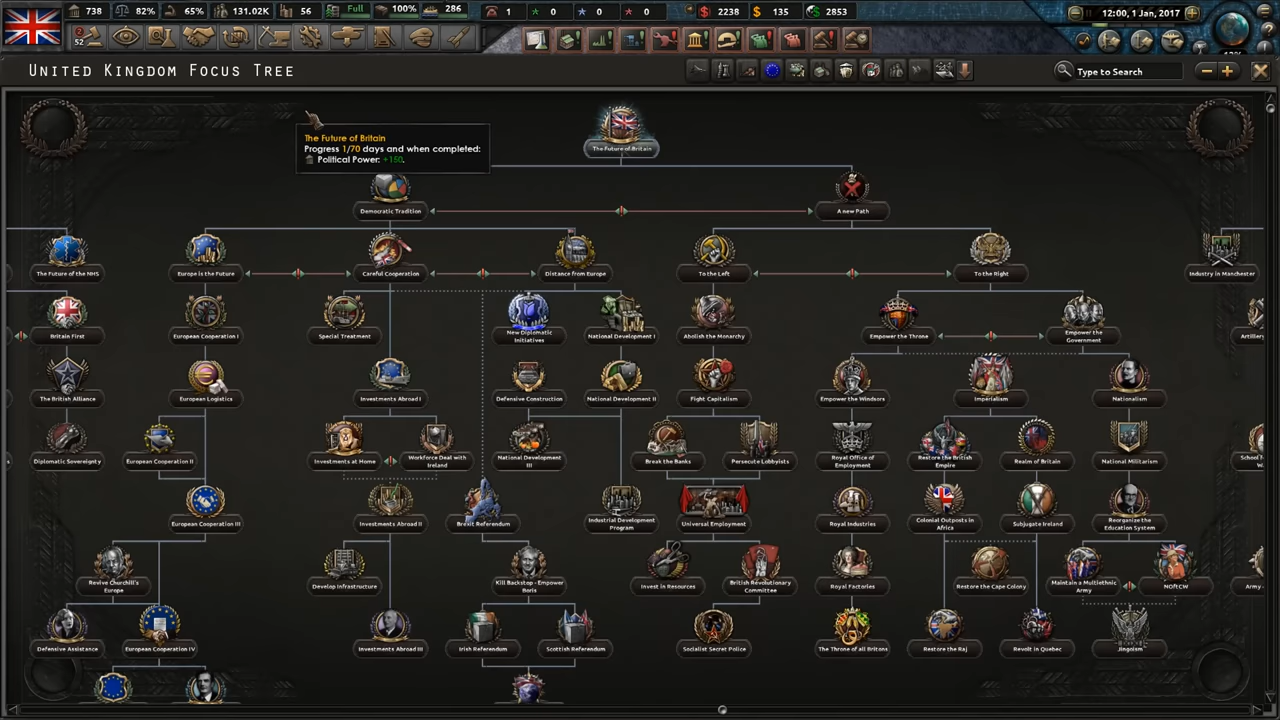 738 82% 65% 131.02K 56 Full 100% 286 1 0 0 0 2238 135 2853 12:00, 1 Jan, 2017
52
UNITED KINGDOM FOCUS TREE
Type to Search
The Future of Britain
Progress 1/70 days and when completed:
Political Power: +150.
The Future of Britain
Democratic Tradition
A new Path
The Future of the NHS
Europe is the Future
Careful Cooperation
Distance from Europe
To the Left
To the Right
Industry in Manchester
Britain First
European Cooperation I
Special Treatment
New Diplomatic
Initiatives
National Development I
Abolish the Monarchy
Empower the Throne
Empower the
Government
Artillery
The British Alliance
European Logistics
Investments Abroad I
Defensive Construction
National Development II
Fight Capitalism
Empower the Windsors
Imperialism
Nationalism
Diplomatic Sovereignty
European Cooperation II
Investments at Home
Workforce Deal with
Ireland
National Development
III
Break the Banks
Persecute Lobbyists
Royal Office of
Employment
Restore the British
Empire
Realm of Britain
National Militarism
School
European Cooperation III
Investments Abroad II
Brexit Referendum
Industrial Development
Program
Universal Employment
Royal Industries
Colonial Outposts in
Africa
Subjugate Ireland
Reorganize the
Education System
Revive Churchill's
Europe
Develop Infrastructure
Kill Backstop - Empower
Boris
Invest in Resources
British Revolutionary
Committee
Royal Factories
Restore the Cape Colony
Maintain a Multiethnic
Army
NOftCW
Army
Defensive Assistance
European Cooperation IV
Investments Abroad III
Irish Referendum
Scottish Referendum
Socialist Secret Police
The Throne of all Britons
Restore the Raj
Revolt in Quebec
Jingoism